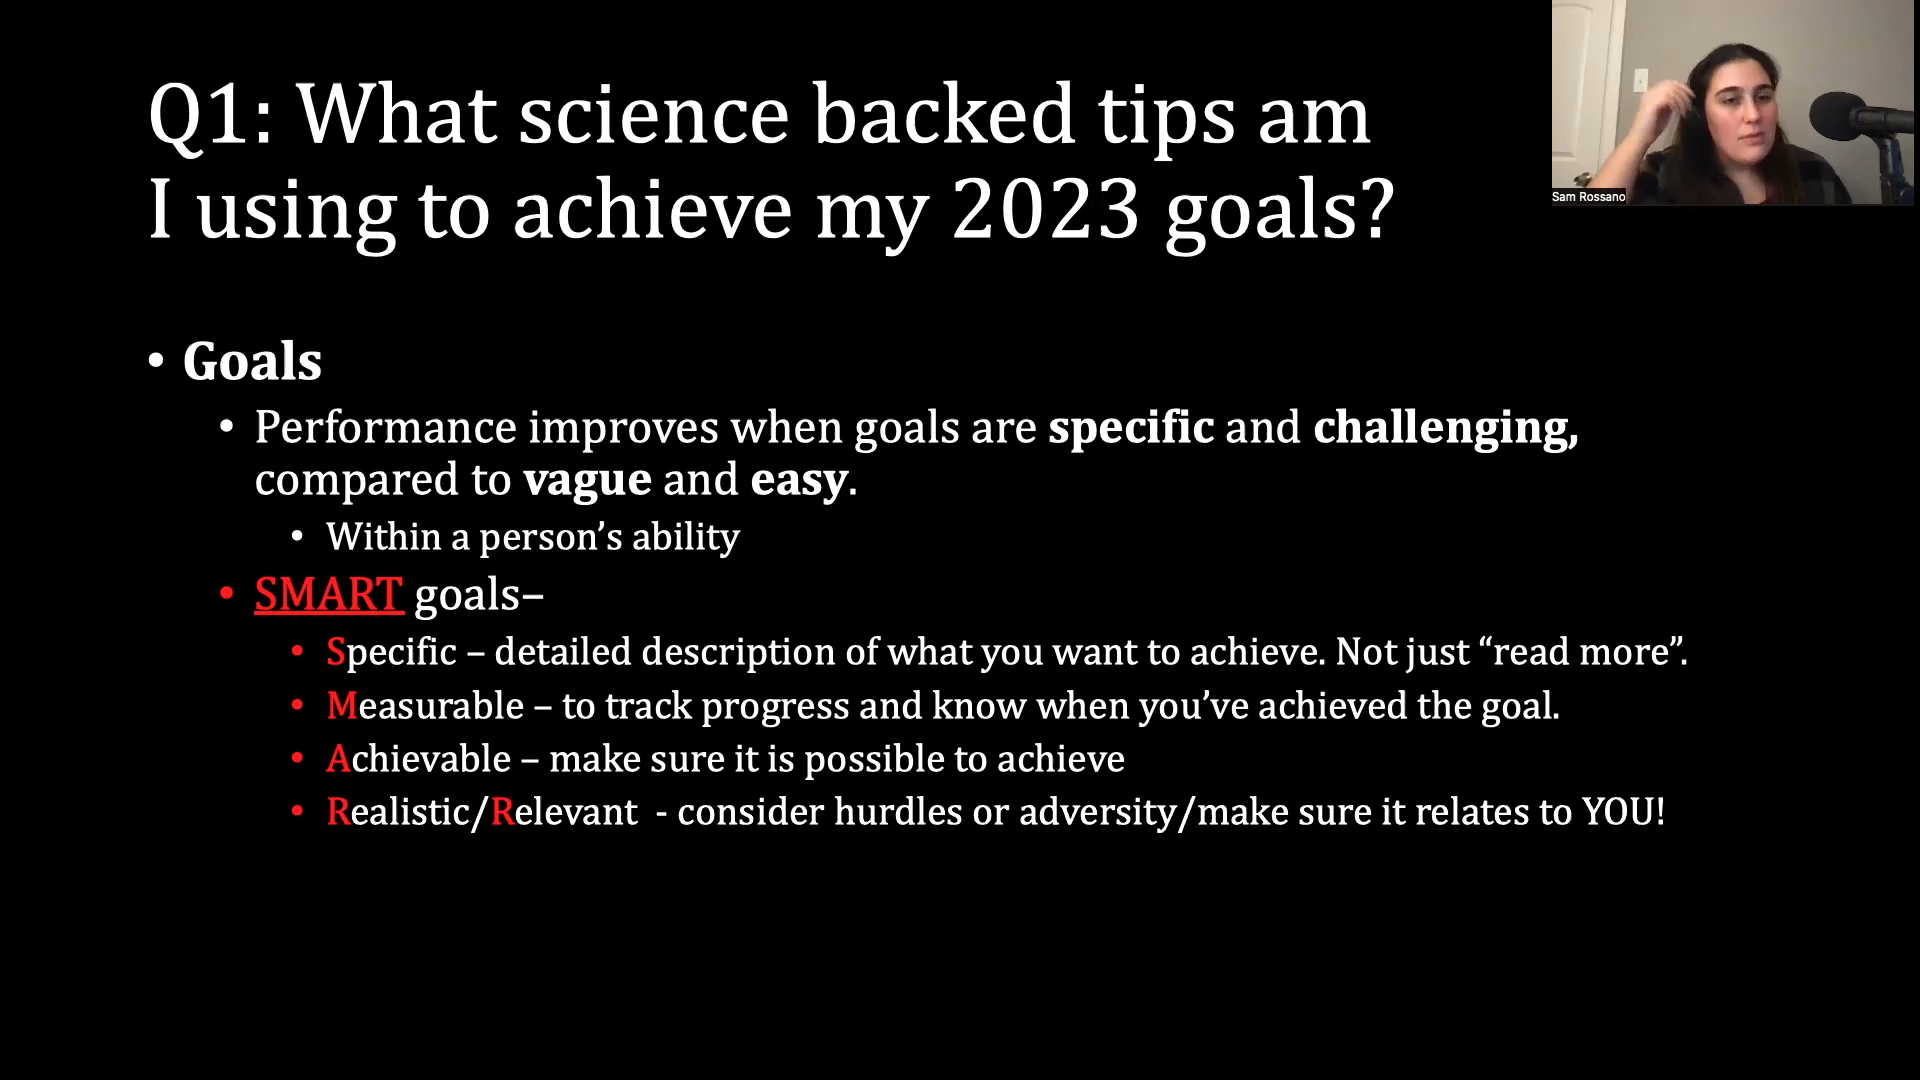 Q1: What science backed tips am
I using to achieve my 2023 goals?
Sam Rossano
• Goals
• Performance improves when goals are specific and challenging,
compared to vague and easy.
• Within a person’s ability
• SMART goals–
• Specific – detailed description of what you want to achieve. Not just “read more”.
• Measurable – to track progress and know when you’ve achieved the goal.
• Achievable – make sure it is possible to achieve
• Realistic/Relevant - consider hurdles or adversity/make sure it relates to YOU!